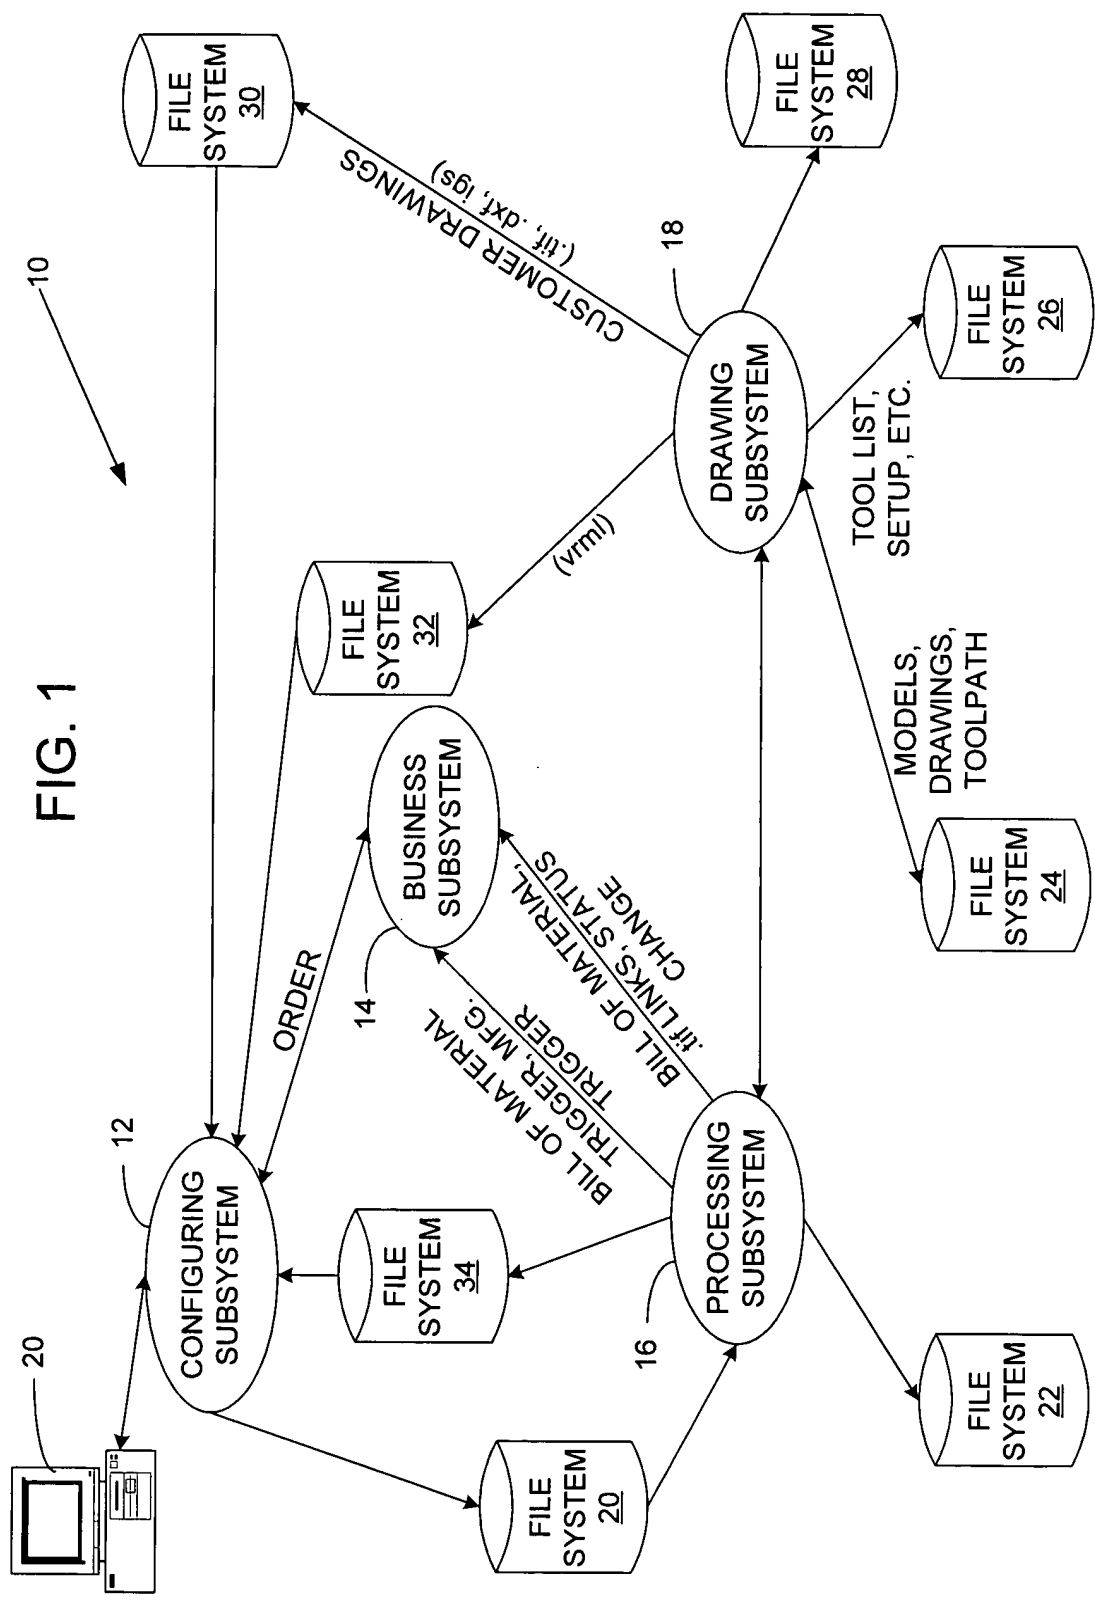 FIG. 1
10
20
12
CONFIGURING
SUBSYSTEM
FILE
SYSTEM
30
ORDER
FILE
SYSTEM
32
CUSTOMER DRAWINGS
(.tif, .dxf, igs)
(vrml)
14
BUSINESS
SUBSYSTEM
FILE
SYSTEM
34
FILE
SYSTEM
20
BILL OF MATERIAL
TRIGGER, MFG.
TRIGGER
BILL OF MATERIAL,
.tif LINKS, STATUS
CHANGE
16
PROCESSING
SUBSYSTEM
18
DRAWING
SUBSYSTEM
FILE
SYSTEM
28
TOOL LIST,
SETUP, ETC.
MODELS,
DRAWINGS,
TOOLPATH
FILE
SYSTEM
22
FILE
SYSTEM
24
FILE
SYSTEM
26